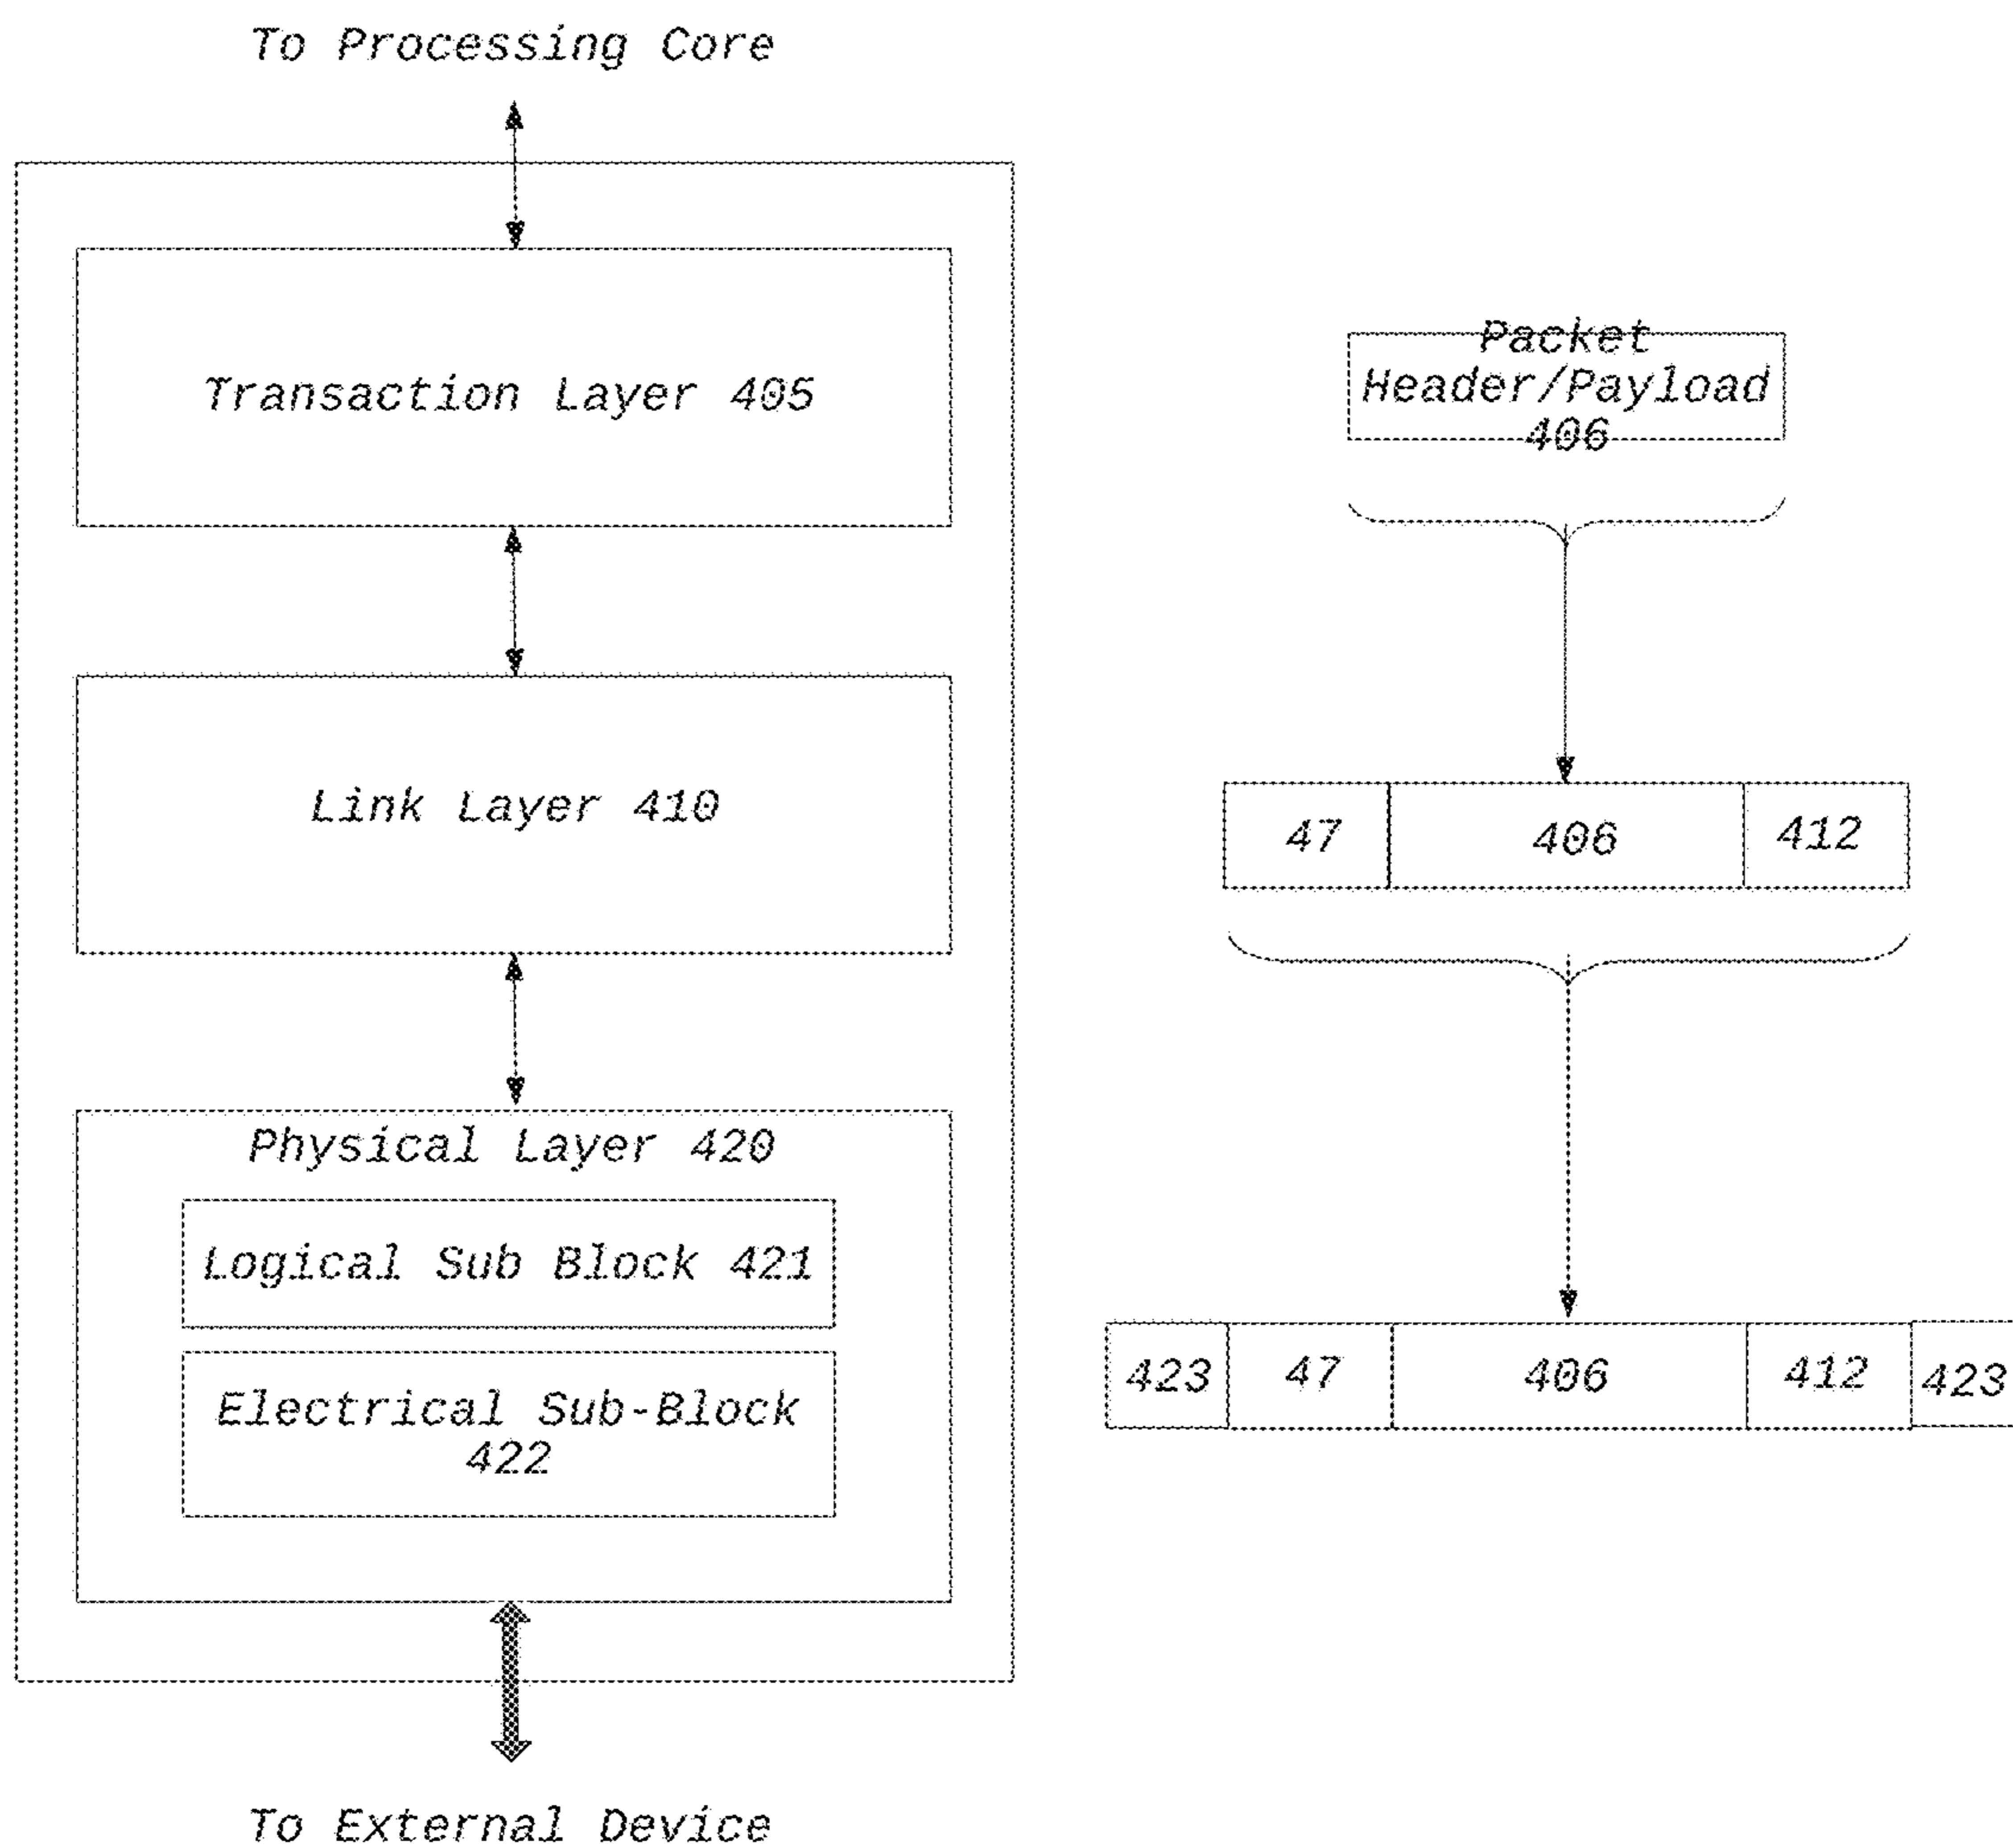 To Processing Core
Transaction Layer 405
Packet
Header/Payload
406
Link Layer 410
47 406 412
Physical Layer 420
Logical Sub Block 421
Electrical Sub-Block
422
423 47 406 412 423
To External Device